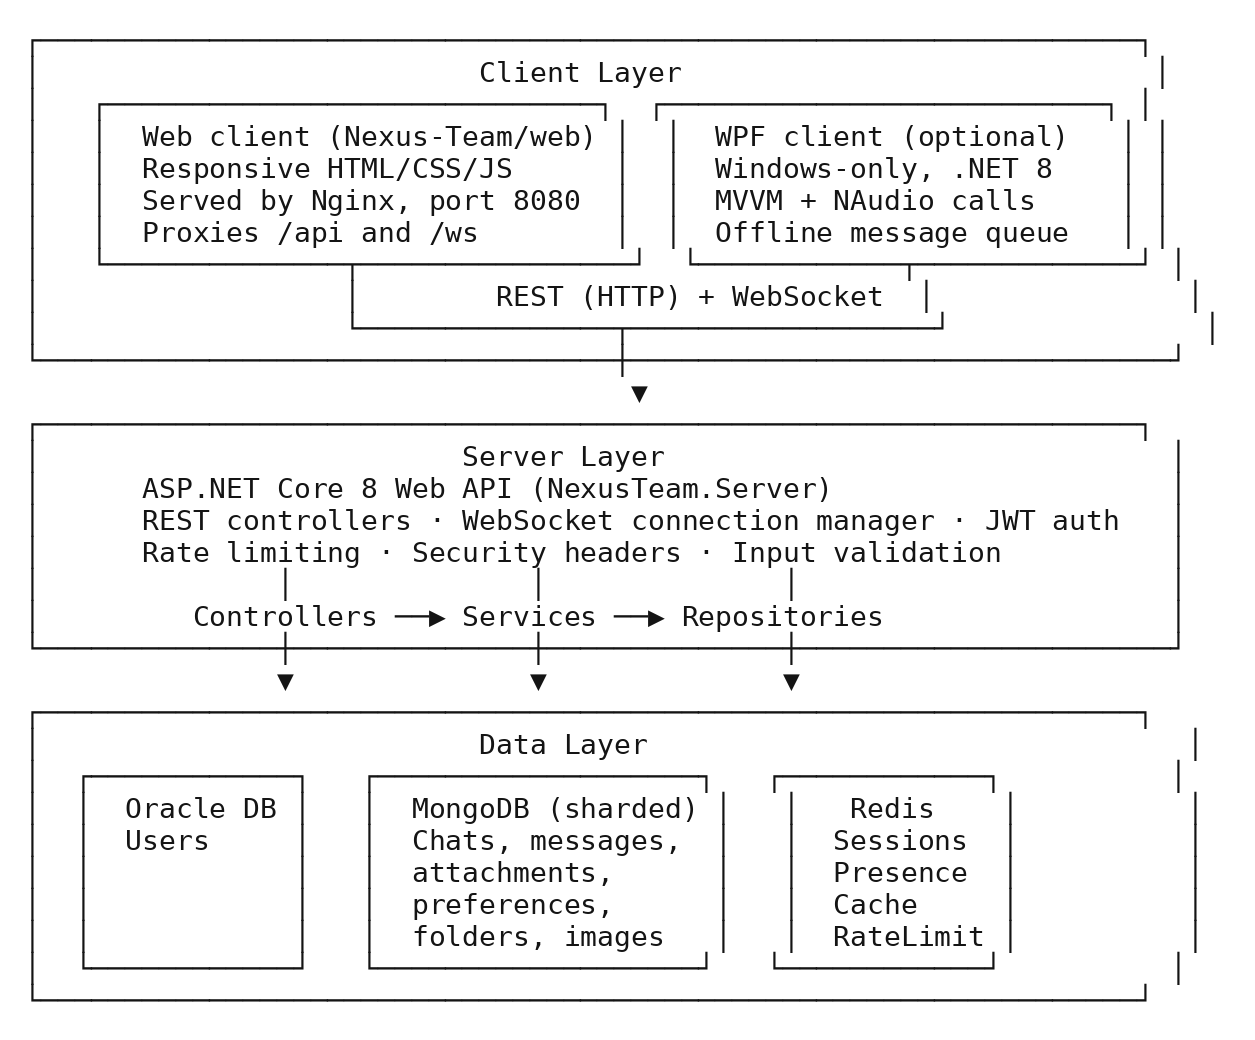 Client Layer
Web client (Nexus-Team/web)
Responsive HTML/CSS/JS
Served by Nginx, port 8080
Proxies /api and /ws
WPF client (optional)
Windows-only, .NET 8
MVVM + NAudio calls
Offline message queue
REST (HTTP) + WebSocket
Server Layer
ASP.NET Core 8 Web API (NexusTeam.Server)
REST controllers · WebSocket connection manager · JWT auth
Rate limiting · Security headers · Input validation
Controllers ──▶ Services ──▶ Repositories
Data Layer
Oracle DB
Users
MongoDB (sharded)
Chats, messages,
attachments,
preferences,
folders, images
Redis
Sessions
Presence
Cache
RateLimit